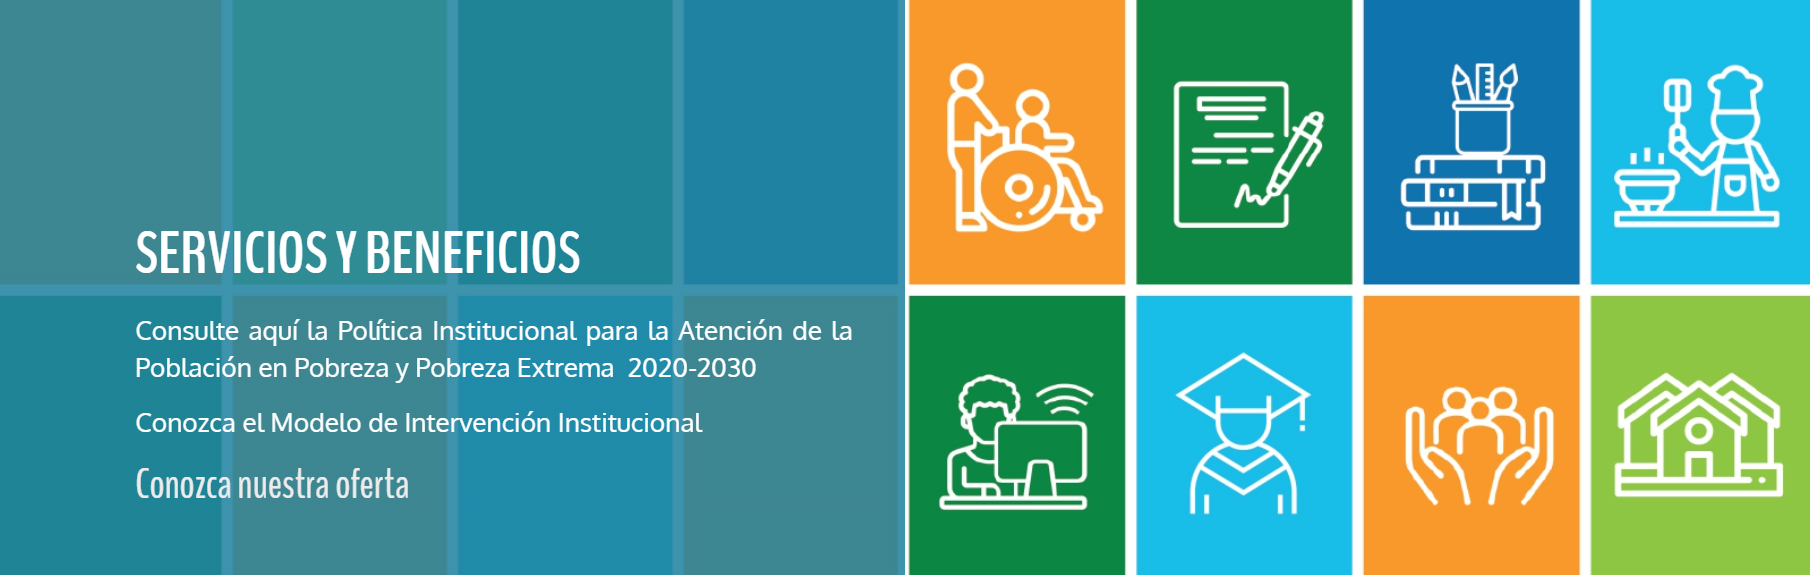 SERVICIOS Y BENEFICIOS
Consulte aquí la Política Institucional para la Atención de la
Población en Pobreza y Pobreza Extrema  2020-2030
Conozca el Modelo de Intervención Institucional
Conozca nuestra oferta